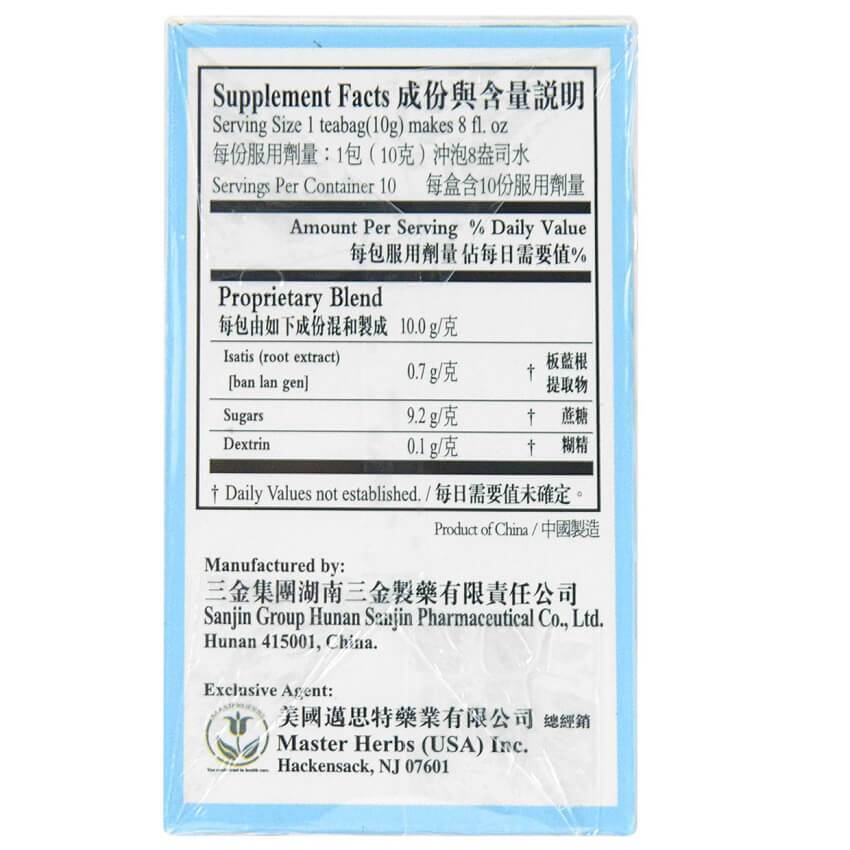 Supplement Facts 成份與含量説明
Serving Size 1 teabag(10g) makes 8 fl. oz
每份服用劑量：1包（10克）沖泡8盎司水
Servings Per Container 10 每盒含10份服用劑量
Amount Per Serving % Daily Value
每包服用劑量 佔每日需要值%
Proprietary Blend
每包由如下成份混和製成 10.0 g/克
Isatis (root extract) 0.7 g/克 † 板藍根
[ban lan gen] 提取物
Sugars 9.2 g/克 † 蔗糖
Dextrin 0.1 g/克 † 糊精
† Daily Values not established. / 每日需要值未確定。
Product of China / 中國製造
Manufactured by:
三金集團湖南三金製藥有限責任公司
Sanjin Group Hunan Sanjin Pharmaceutical Co., Ltd.
Hunan 415001, China.
Exclusive Agent:
美國邁思特藥業有限公司 總經銷
Master Herbs (USA) Inc.
Hackensack, NJ 07601